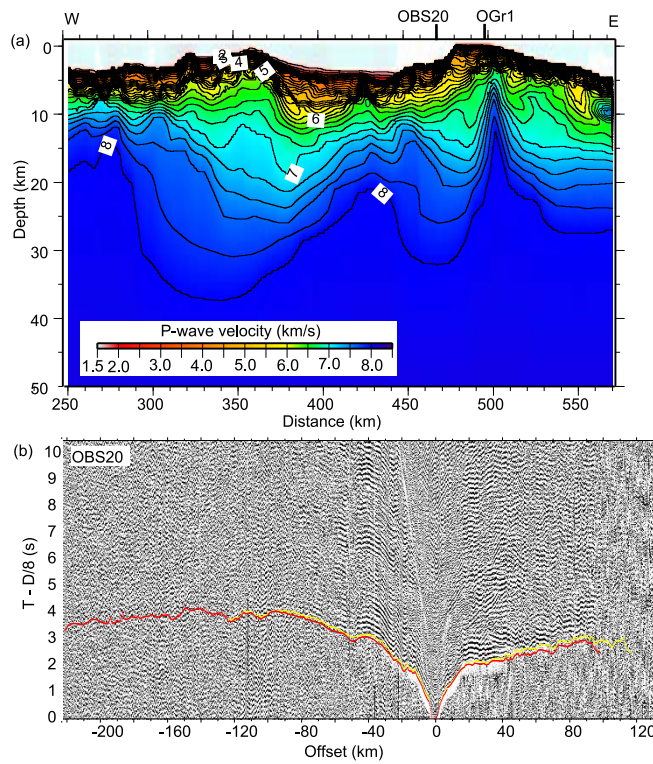 OBS20 OGr1
W E
(a)
0
10
20
30
40
50
Depth (km)
2 3 4 5
6
7
8 8
P-wave velocity (km/s)
1.5 2.0 3.0 4.0 5.0 6.0 7.0 8.0
250 300 350 400 450 500 550
Distance (km)
(b)
OBS20
10
9
8
7
6
5
4
3
2
1
0
T - D/8 (s)
-200 -160 -120 -80 -40 0 40 80 120
Offset (km)